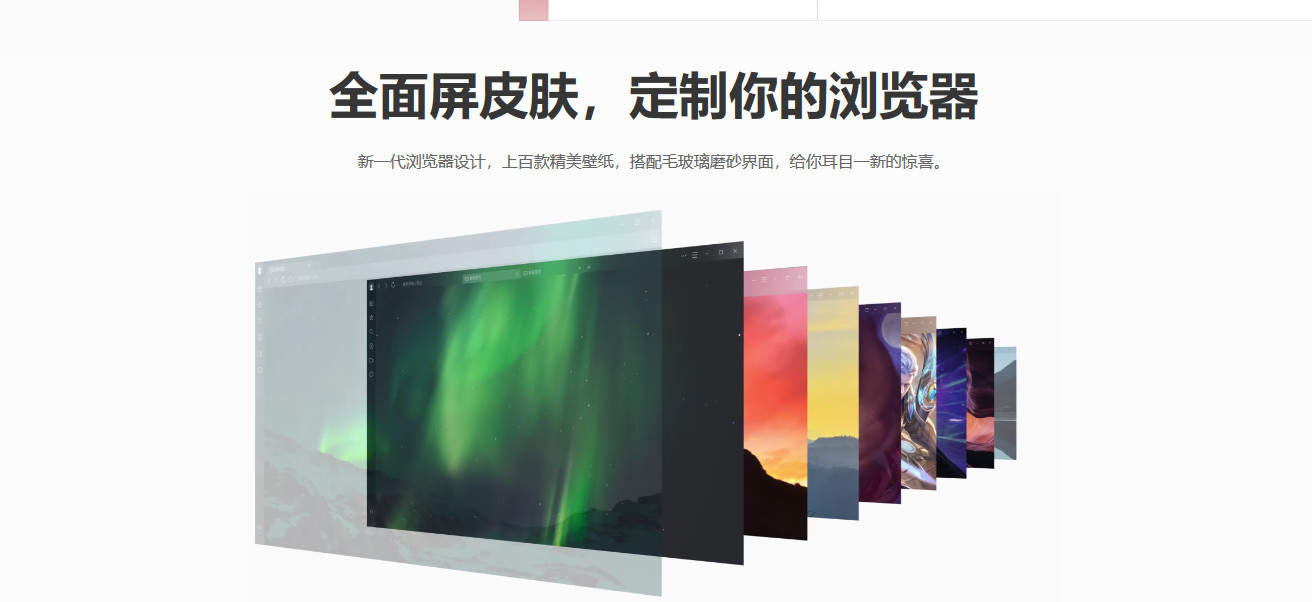 全面屏皮肤，定制你的浏览器
新一代浏览器设计，上百款精美壁纸，搭配毛玻璃磨砂界面，给你耳目一新的惊喜。